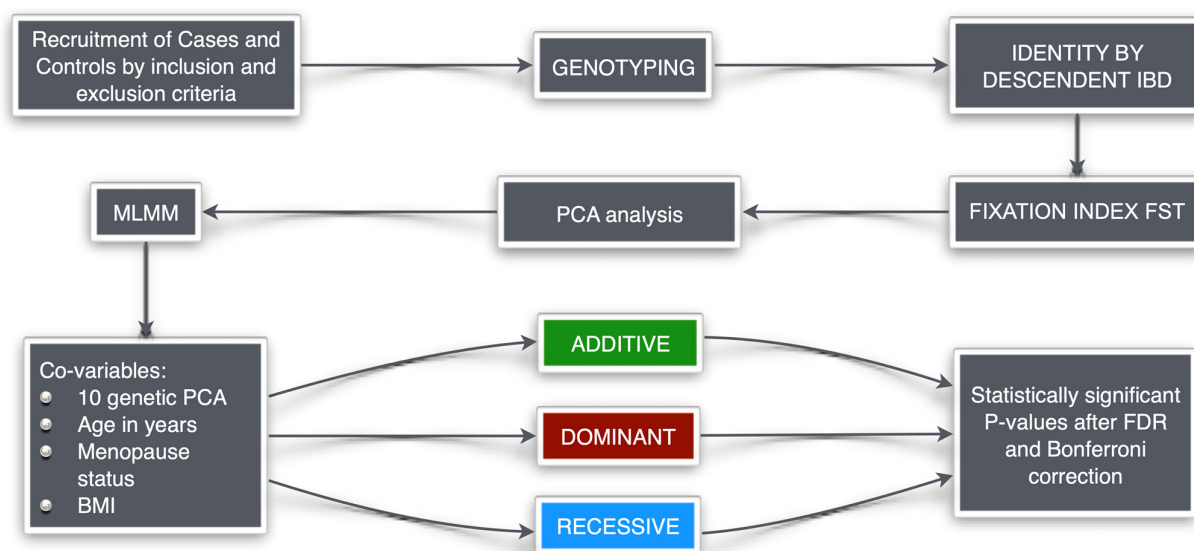 Recruitment of Cases and
Controls by inclusion and
exclusion criteria
GENOTYPING
IDENTITY BY
DESCENDENT IBD
MLMM
PCA analysis
FIXATION INDEX FST
Co-variables:
10 genetic PCA
Age in years
Menopause
status
BMI
ADDITIVE
DOMINANT
RECESSIVE
Statistically significant
P-values after FDR
and Bonferroni
correction